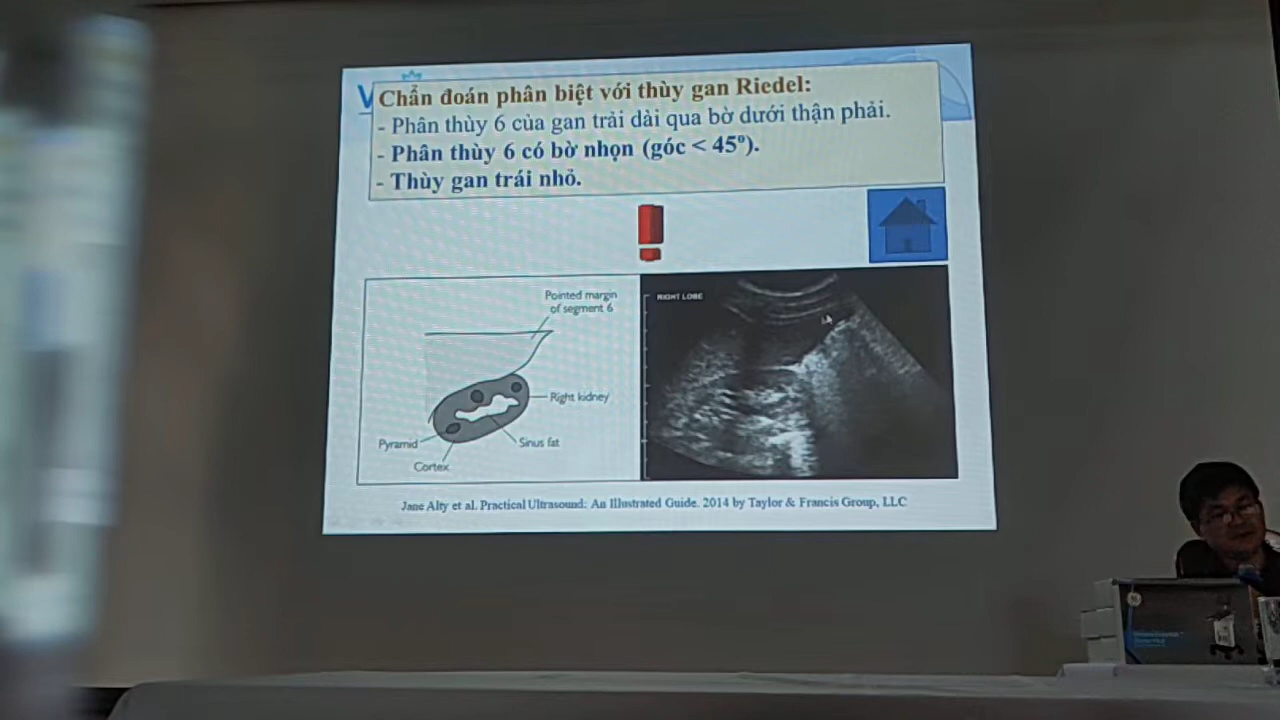 V
Chẩn đoán phân biệt với thùy gan Riedel:
- Phân thùy 6 của gan trải dài qua bờ dưới thận phải.
- Phân thùy 6 có bờ nhọn (góc < 45º).
- Thùy gan trái nhỏ.
Pointed margin
of segment 6
Right kidney
Sinus fat
Pyramid
Cortex
RIGHT LOBE
Jane Alty et al. Practical Ultrasound: An Illustrated Guide. 2014 by Taylor & Francis Group, LLC